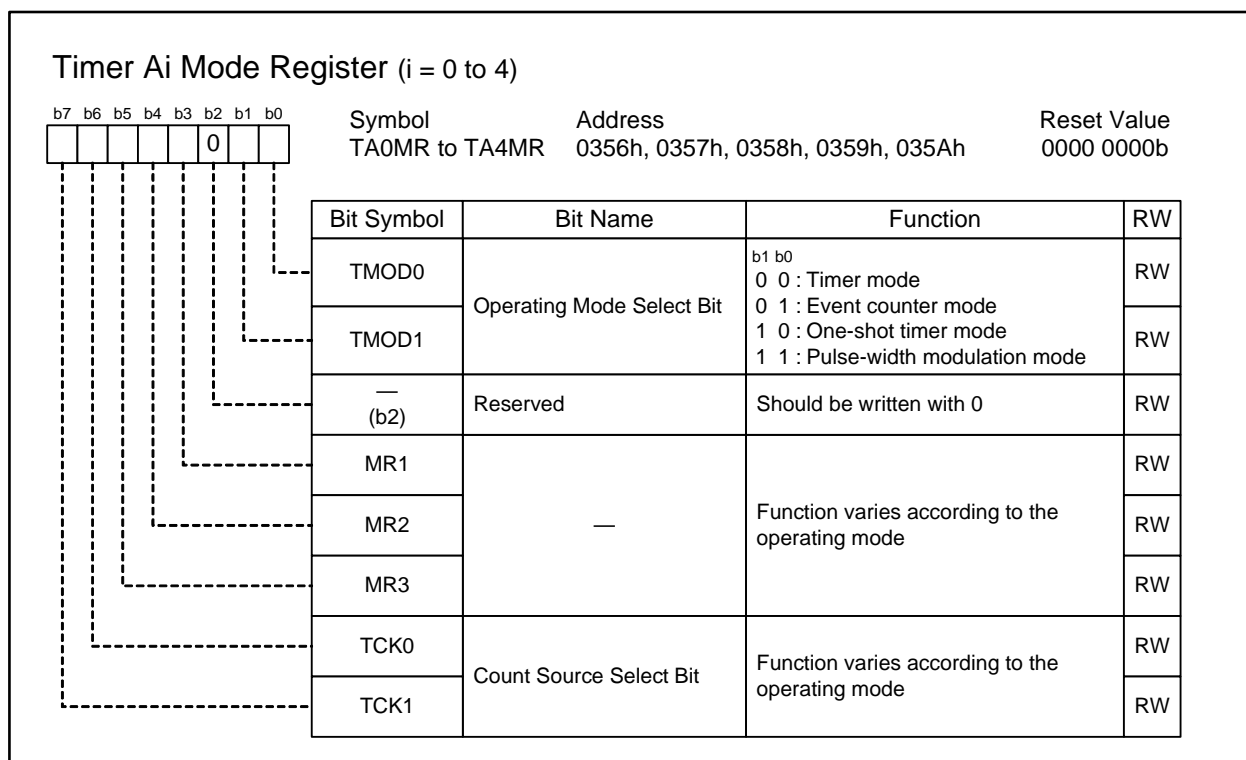 Timer Ai Mode Register (i = 0 to 4)
b7 b6 b5 b4 b3 b2 b1 b0
0
Symbol Address Reset Value
TA0MR to TA4MR 0356h, 0357h, 0358h, 0359h, 035Ah 0000 0000b
Bit Symbol Bit Name Function RW
TMOD0 RW
TMOD1 RW
Operating Mode Select Bit
b1 b0
0 0 : Timer mode
0 1 : Event counter mode
1 0 : One-shot timer mode
1 1 : Pulse-width modulation mode
—
(b2) Reserved Should be written with 0 RW
MR1 RW
MR2 — RW
MR3 RW
Function varies according to the
operating mode
TCK0 RW
TCK1 RW
Count Source Select Bit
Function varies according to the
operating mode